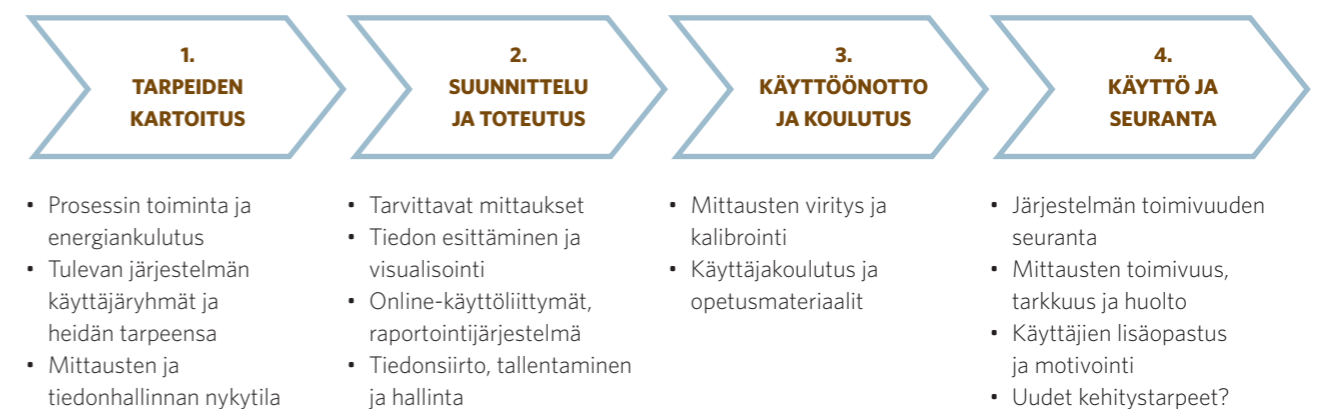 1.
TARPEIDEN
KARTOITUS
• Prosessin toiminta ja
energiankulutus
• Tulevan järjestelmän
käyttäjäryhmät ja
heidän tarpeensa
• Mittausten ja
tiedonhallinnan nykytila
2.
SUUNNITTELU
JA TOTEUTUS
• Tarvittavat mittaukset
• Tiedon esittäminen ja
visualisointi
• Online-käyttöliittymät,
raportointijärjestelmä
• Tiedonsiirto, tallentaminen
ja hallinta
3.
KÄYTTÖÖNOTTO
JA KOULUTUS
• Mittausten viritys ja
kalibrointi
• Käyttäjakoulutus ja
opetusmateriaalit
4.
KÄYTTÖ JA
SEURANTA
• Järjestelmän toimivuuden
seuranta
• Mittausten toimivuus,
tarkkuus ja huolto
• Käyttäjien lisäopastus
ja motivointi
• Uudet kehitystarpeet?